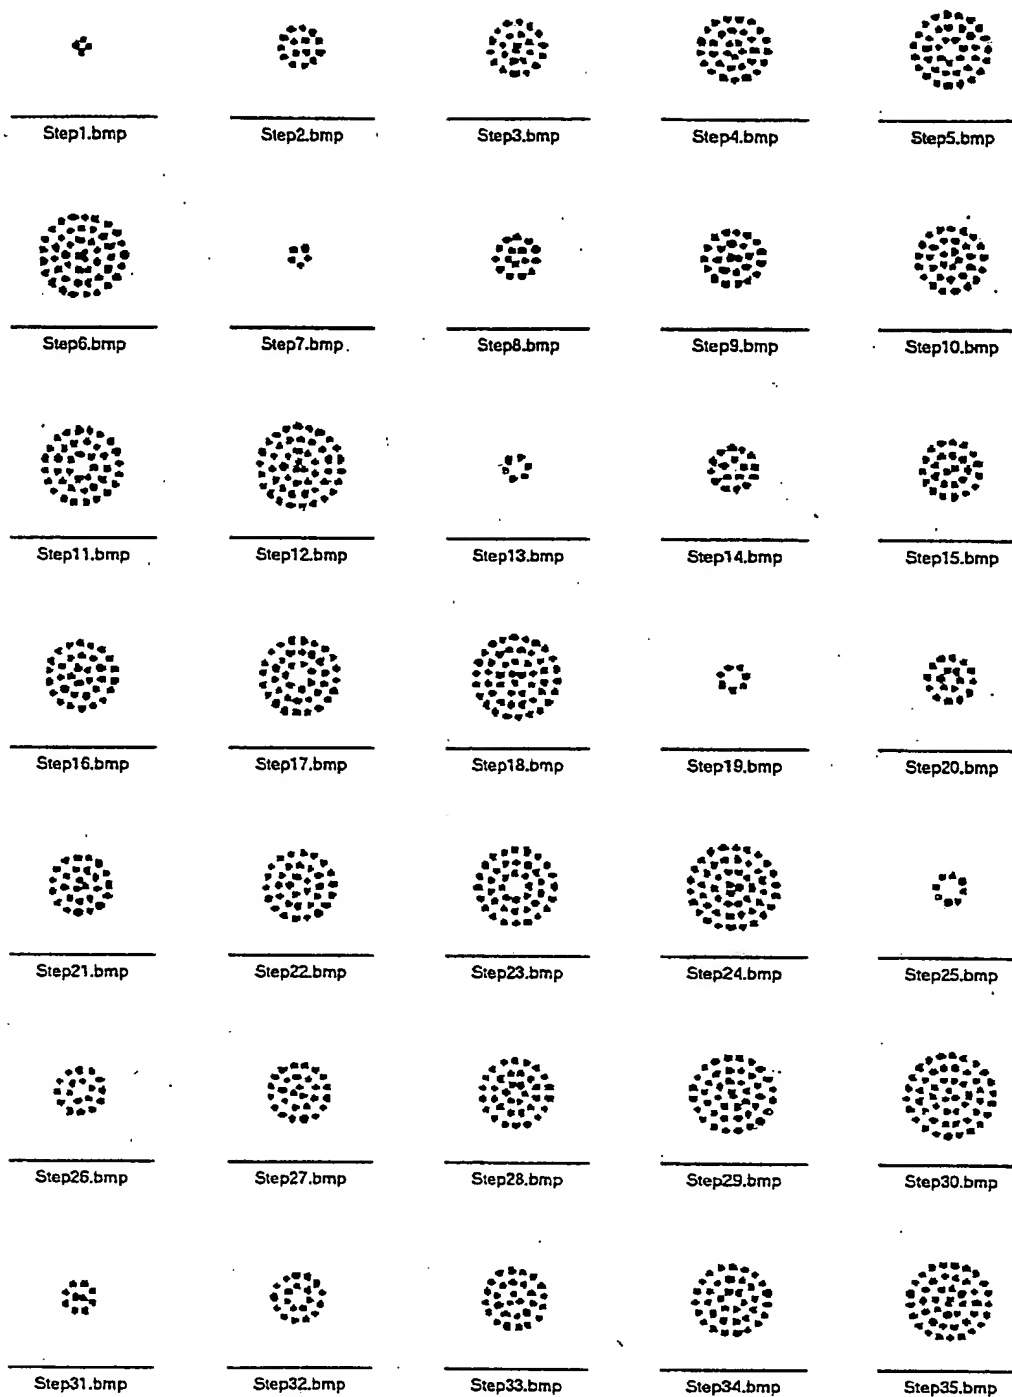 Step1.bmp Step2.bmp Step3.bmp Step4.bmp Step5.bmp
Step6.bmp Step7.bmp Step8.bmp Step9.bmp Step10.bmp
Step11.bmp Step12.bmp Step13.bmp Step14.bmp Step15.bmp
Step16.bmp Step17.bmp Step18.bmp Step19.bmp Step20.bmp
Step21.bmp Step22.bmp Step23.bmp Step24.bmp Step25.bmp
Step26.bmp Step27.bmp Step28.bmp Step29.bmp Step30.bmp
Step31.bmp Step32.bmp Step33.bmp Step34.bmp Step35.bmp